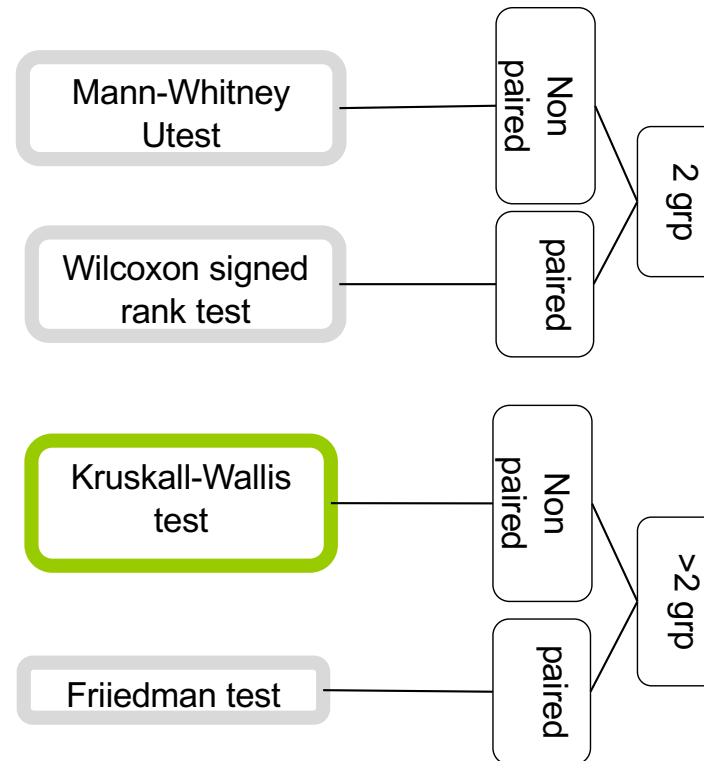 Mann-Whitney
Utest
Non
paired
2 grp
Wilcoxon signed
rank test
paired
Kruskall-Wallis
test
Non
paired
>2 grp
Friiedman test
paired